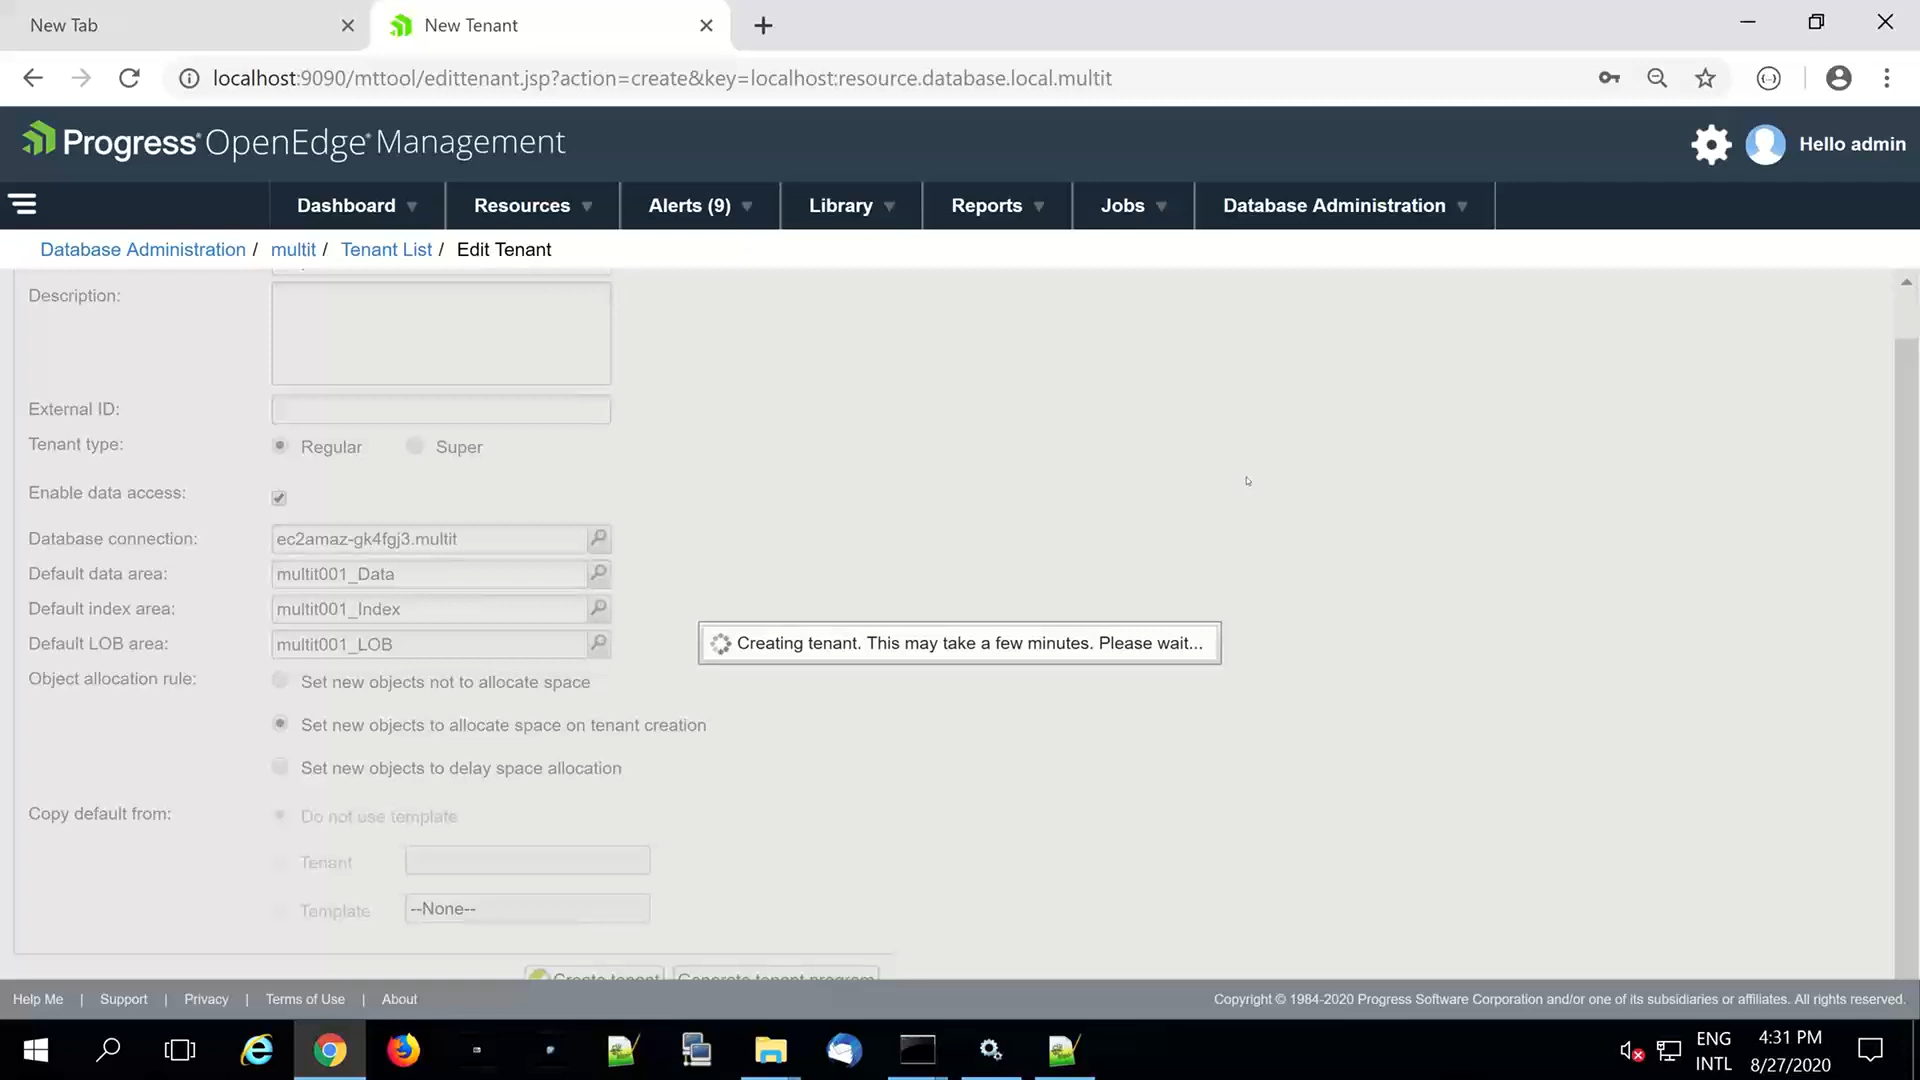 New Tab
New Tenant
localhost:9090/mttool/edittenant.jsp?action=create&key=localhost:resource.database.local.multit
Progress OpenEdge Management
Hello admin
Dashboard
Resources
Alerts (9)
Library
Reports
Jobs
Database Administration
Database Administration / multit / Tenant List / Edit Tenant
Description:
External ID:
Tenant type:
Regular
Super
Enable data access:
Database connection:
ec2amaz-gk4fgj3.multit
Default data area:
multit001_Data
Default index area:
multit001_Index
Default LOB area:
multit001_LOB
Creating tenant. This may take a few minutes. Please wait...
Object allocation rule:
Set new objects not to allocate space
Set new objects to allocate space on tenant creation
Set new objects to delay space allocation
Copy default from:
Do not use template
Tenant
Template
--None--
Create tenant
Generate tenant program
Help Me | Support | Privacy | Terms of Use | About
Copyright © 1984-2020 Progress Software Corporation and/or one of its subsidiaries or affiliates. All rights reserved.
ENG
INTL
4:31 PM
8/27/2020